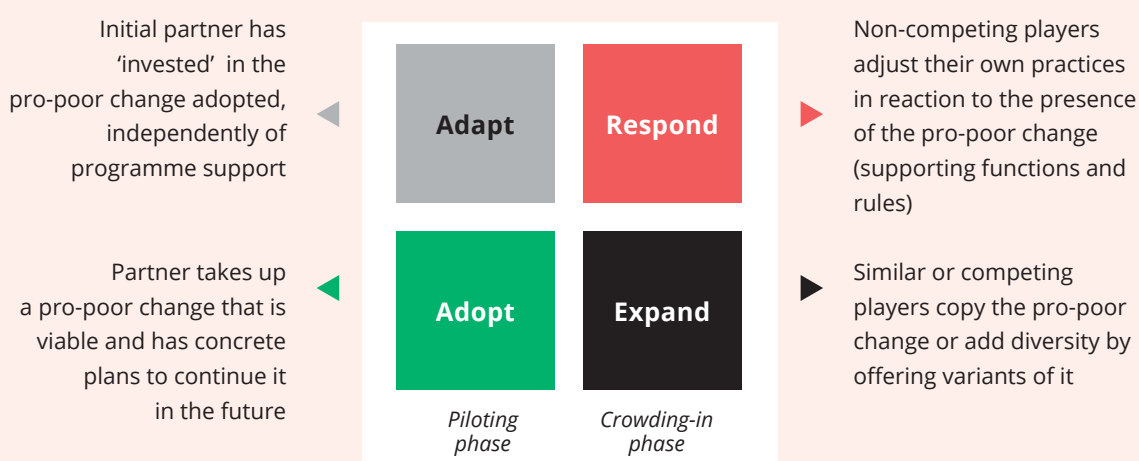 Initial partner has
‘invested’ in the
pro-poor change adopted,
independently of
programme support
Adapt
Respond
Non-competing players
adjust their own practices
in reaction to the presence
of the pro-poor change
(supporting functions and
rules)
Partner takes up
a pro-poor change that is
viable and has concrete
plans to continue it
in the future
Adopt
Expand
Similar or competing
players copy the pro-poor
change or add diversity by
offering variants of it
Piloting
phase
Crowding-in
phase